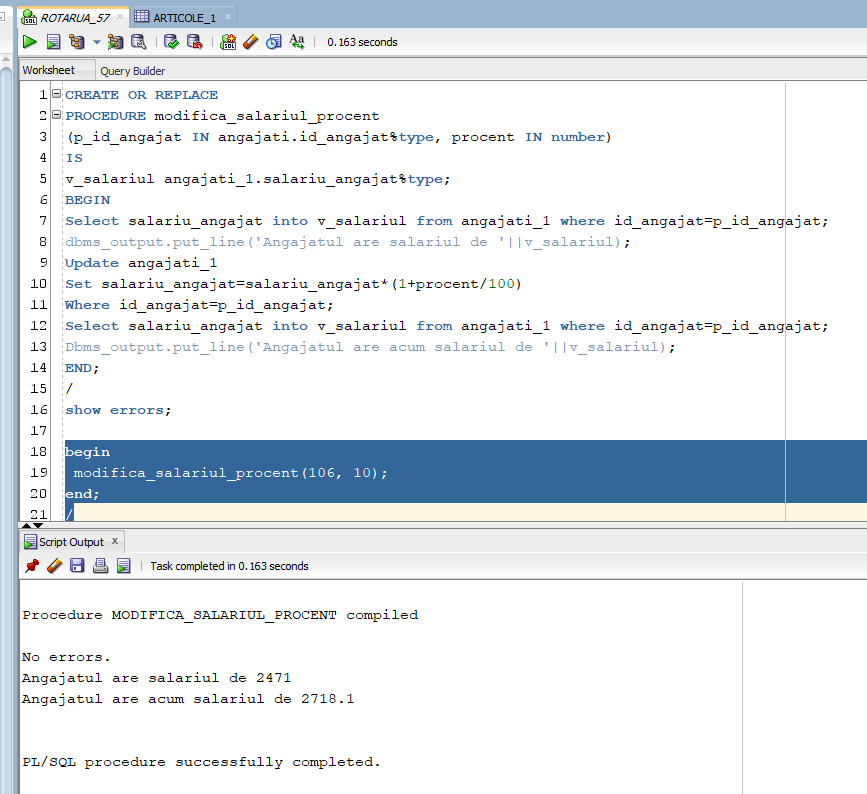 ROTARUA_57 × ARTICOLE_1 ×
0.163 seconds
Worksheet Query Builder
1 CREATE OR REPLACE
2 PROCEDURE modifica_salariul_procent
3 (p_id_angajat IN angajati.id_angajat%type, procent IN number)
4 IS
5 v_salariul angajati_1.salariu_angajat%type;
6 BEGIN
7 Select salariu_angajat into v_salariul from angajati_1 where id_angajat=p_id_angajat;
8 dbms_output.put_line('Angajatul are salariul de '||v_salariul);
9 Update angajati_1
10 Set salariu_angajat=salariu_angajat*(1+procent/100)
11 Where id_angajat=p_id_angajat;
12 Select salariu_angajat into v_salariul from angajati_1 where id_angajat=p_id_angajat;
13 Dbms_output.put_line('Angajatul are acum salariul de '||v_salariul);
14 END;
15 /
16 show errors;
17
18 begin
19 modifica_salariul_procent(106, 10);
20 end;
21 /
Script Output ×
Task completed in 0.163 seconds
Procedure MODIFICA_SALARIUL_PROCENT compiled
No errors.
Angajatul are salariul de 2471
Angajatul are acum salariul de 2718.1
PL/SQL procedure successfully completed.